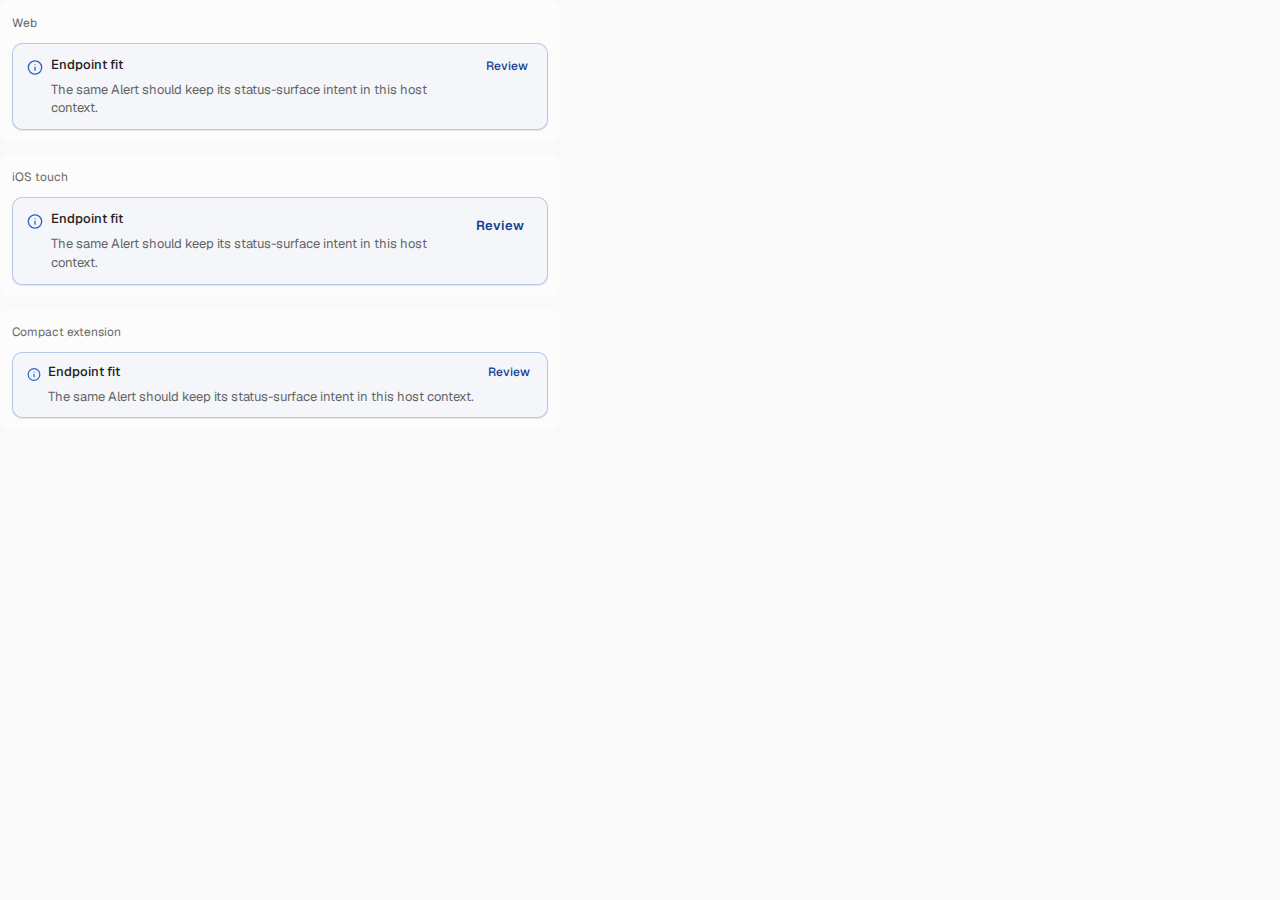 Web
Endpoint fit
Review
The same Alert should keep its status-surface intent in this host
context.
iOS touch
Endpoint fit
Review
The same Alert should keep its status-surface intent in this host
context.
Compact extension
Endpoint fit
Review
The same Alert should keep its status-surface intent in this host context.